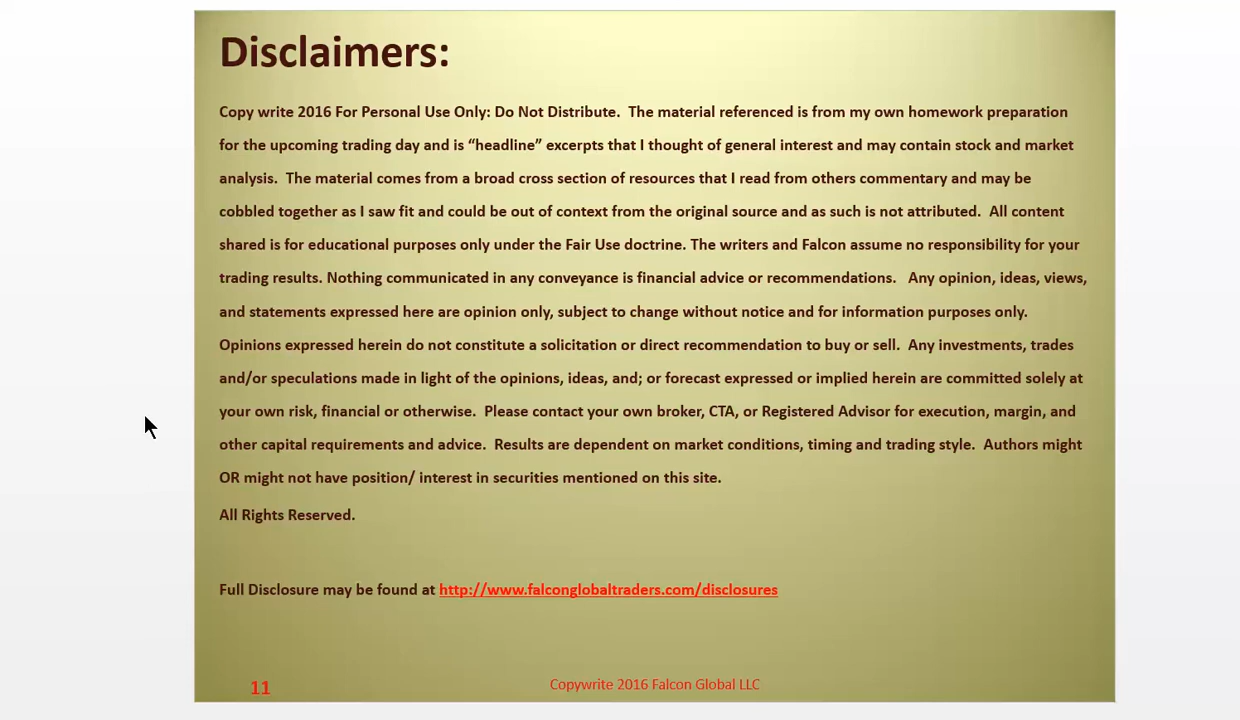 Disclaimers:
Copy write 2016 For Personal Use Only: Do Not Distribute.  The material referenced is from my own homework preparation
for the upcoming trading day and is “headline” excerpts that I thought of general interest and may contain stock and market
analysis.  The material comes from a broad cross section of resources that I read from others commentary and may be
cobbled together as I saw fit and could be out of context from the original source and as such is not attributed.  All content
shared is for educational purposes only under the Fair Use doctrine. The writers and Falcon assume no responsibility for your
trading results. Nothing communicated in any conveyance is financial advice or recommendations.   Any opinion, ideas, views,
and statements expressed here are opinion only, subject to change without notice and for information purposes only.
Opinions expressed herein do not constitute a solicitation or direct recommendation to buy or sell.  Any investments, trades
and/or speculations made in light of the opinions, ideas, and; or forecast expressed or implied herein are committed solely at
your own risk, financial or otherwise.  Please contact your own broker, CTA, or Registered Advisor for execution, margin, and
other capital requirements and advice.  Results are dependent on market conditions, timing and trading style.  Authors might
OR might not have position/ interest in securities mentioned on this site.
All Rights Reserved.
Full Disclosure may be found at http://www.falconglobaltraders.com/disclosures
11
Copywrite 2016 Falcon Global LLC